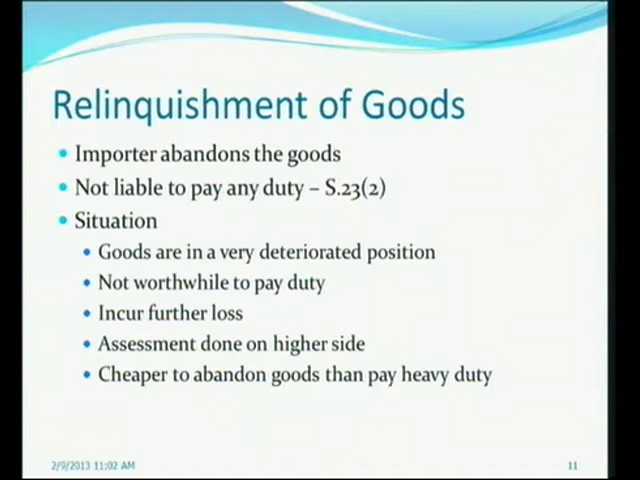 Relinquishment of Goods
• Importer abandons the goods
• Not liable to pay any duty – S.23(2)
• Situation
• Goods are in a very deteriorated position
• Not worthwhile to pay duty
• Incur further loss
• Assessment done on higher side
• Cheaper to abandon goods than pay heavy duty
2/9/2013 11:02 AM
11